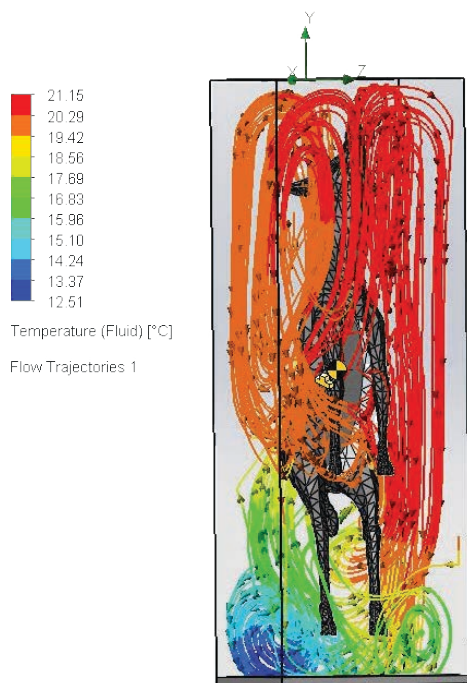 Y
X Z
21.15
20.29
19.42
18.56
17.69
16.83
15.96
15.10
14.24
13.37
12.51
Temperature (Fluid) [°C]
Flow Trajectories 1